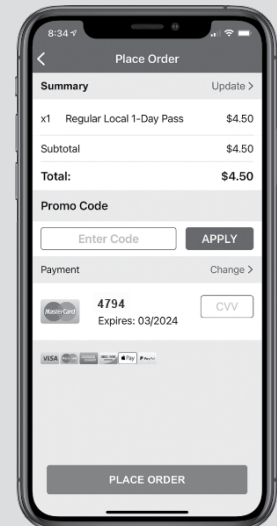 8:34
Place Order
Summary Update >
x1 Regular Local 1-Day Pass $4.50
Subtotal $4.50
Total: $4.50
Promo Code
Enter Code APPLY
Payment Change >
MasterCard 4794 CVV
Expires: 03/2024
VISA MasterCard Pay PayPal
PLACE ORDER